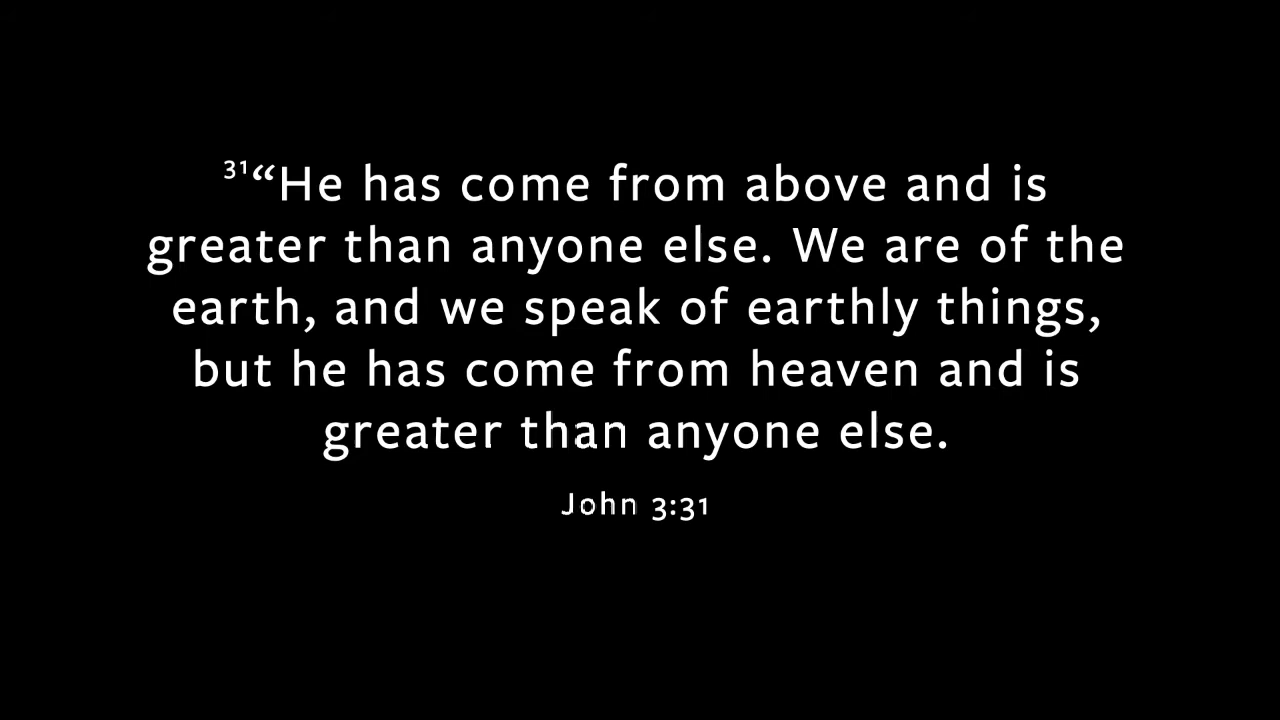 ³¹“He has come from above and is
greater than anyone else. We are of the
earth, and we speak of earthly things,
but he has come from heaven and is
greater than anyone else.
John 3:31